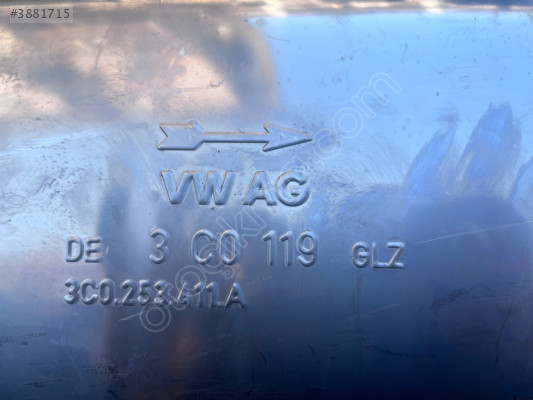 #3881715
VW AG
DE 3 C0 119 GLZ
3C0.253.411.A